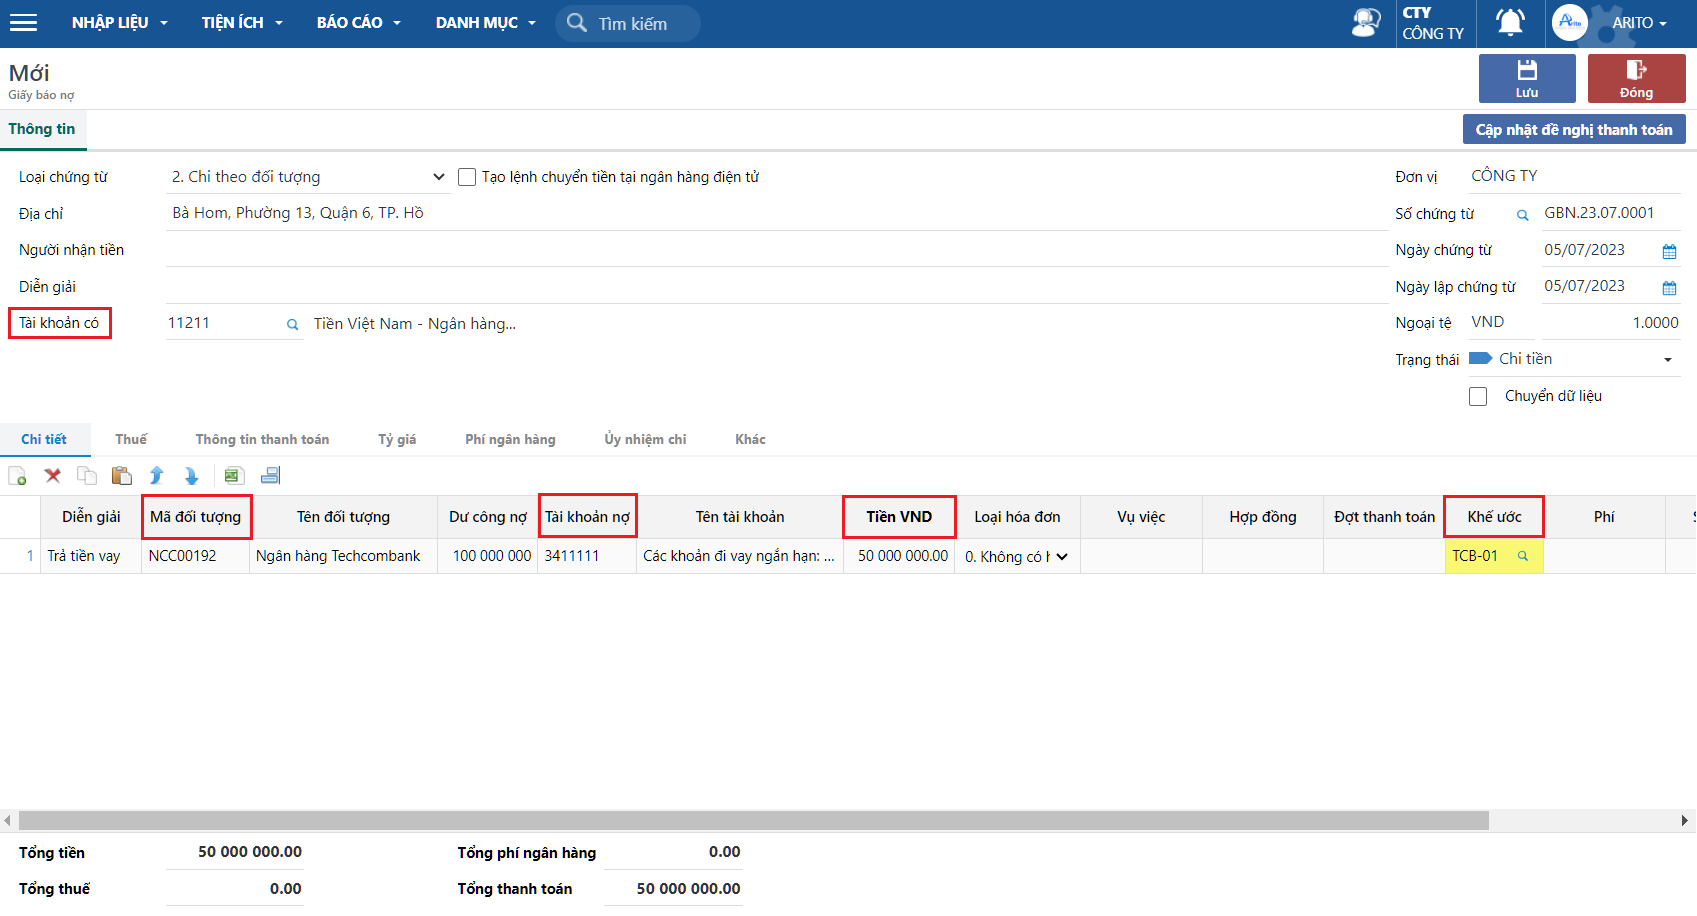 NHẬP LIỆU TIỆN ÍCH BÁO CÁO DANH MỤC Tìm kiếm CTY CÔNG TY Arito ARITO
Mới
Giấy báo nợ
Lưu Đóng
Thông tin Cập nhật đề nghị thanh toán
Loại chứng từ 2. Chi theo đối tượng Tạo lệnh chuyển tiền tại ngân hàng điện tử Đơn vị CÔNG TY
Địa chỉ Bà Hom, Phường 13, Quận 6, TP. Hồ Số chứng từ GBN.23.07.0001
Người nhận tiền Ngày chứng từ 05/07/2023
Diễn giải Ngày lập chứng từ 05/07/2023
Tài khoản có 11211 Tiền Việt Nam - Ngân hàng... Ngoại tệ VND 1.0000
Trạng thái Chi tiền
Chuyển dữ liệu
Chi tiết Thuế Thông tin thanh toán Tỷ giá Phí ngân hàng Ủy nhiệm chi Khác
Diễn giải Mã đối tượng Tên đối tượng Dư công nợ Tài khoản nợ Tên tài khoản Tiền VND Loại hóa đơn Vụ việc Hợp đồng Đợt thanh toán Khế ước Phí S
1 Trả tiền vay NCC00192 Ngân hàng Techcombank 100 000 000 3411111 Các khoản đi vay ngắn hạn: ... 50 000 000.00 0. Không có TCB-01
Tổng tiền 50 000 000.00 Tổng phí ngân hàng 0.00
Tổng thuế 0.00 Tổng thanh toán 50 000 000.00